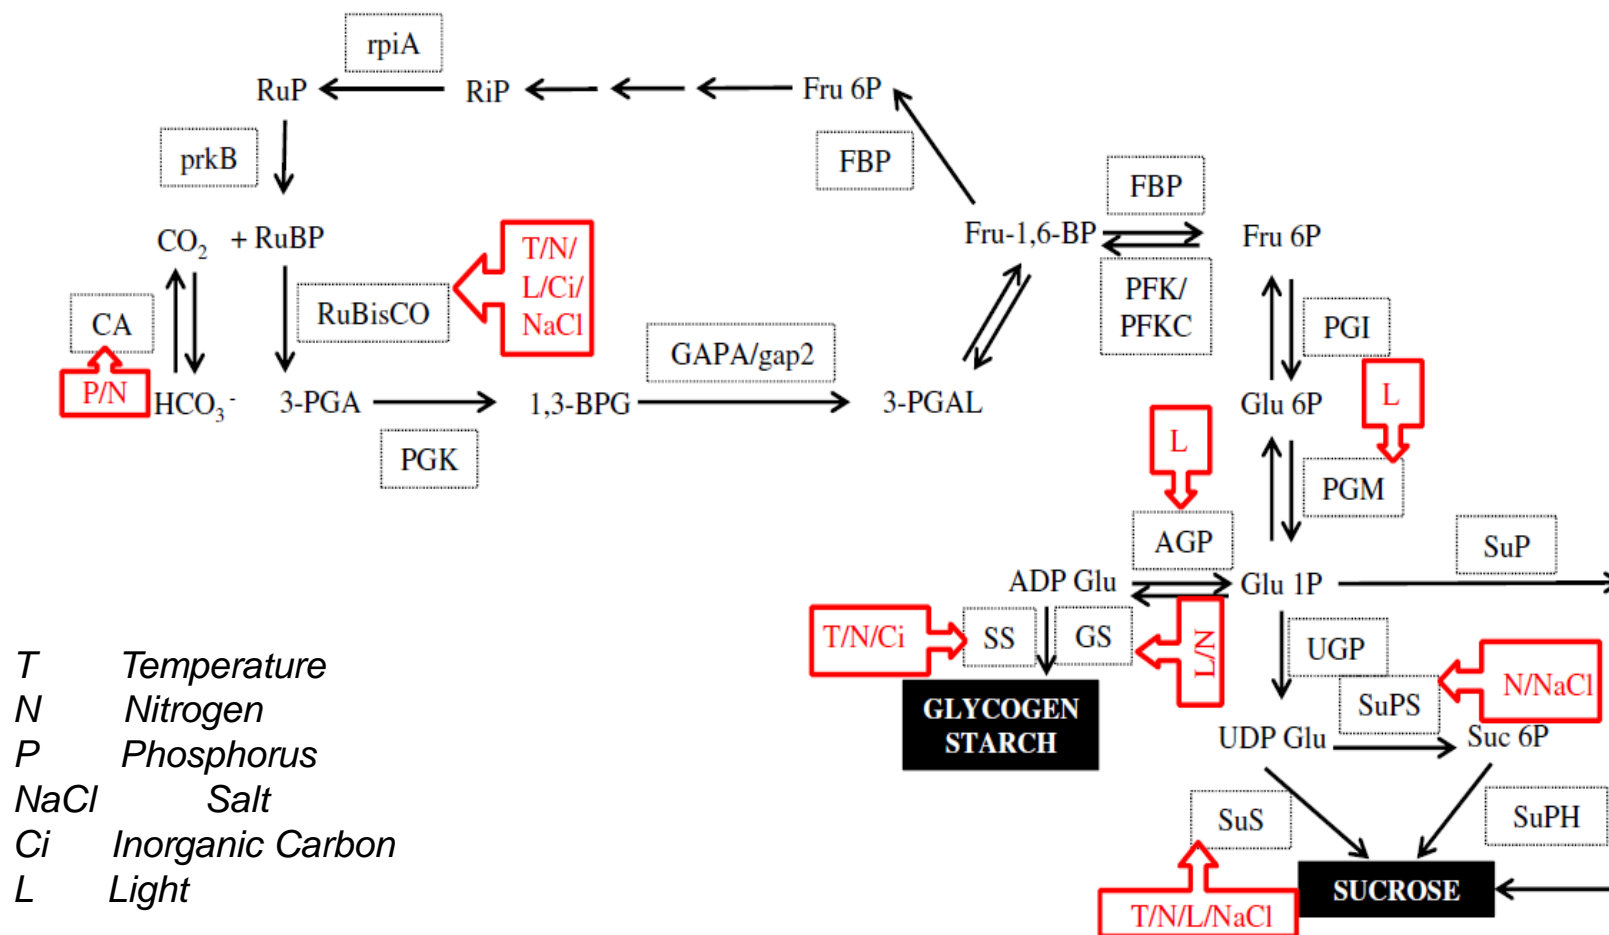 rpiA
RuP
RiP
Fru 6P
prkB
FBP
FBP
CO2 + RuBP
T/N/
L/Ci/
NaCl
Fru-1,6-BP
Fru 6P
CA
RuBisCO
PFK/
PFKC
PGI
GAPA/gap2
P/N
HCO3-
3-PGA
1,3-BPG
3-PGAL
Glu 6P
L
L
PGK
PGM
AGP
SuP
ADP Glu
Glu 1P
T/N/Ci
SS
GS
L/N
UGP
N/NaCl
SuPS
GLYCOGEN
STARCH
UDP Glu
Suc 6P
SuS
SuPH
SUCROSE
T/N/L/NaCl
T Temperature
N Nitrogen
P Phosphorus
NaCl Salt
Ci Inorganic Carbon
L Light